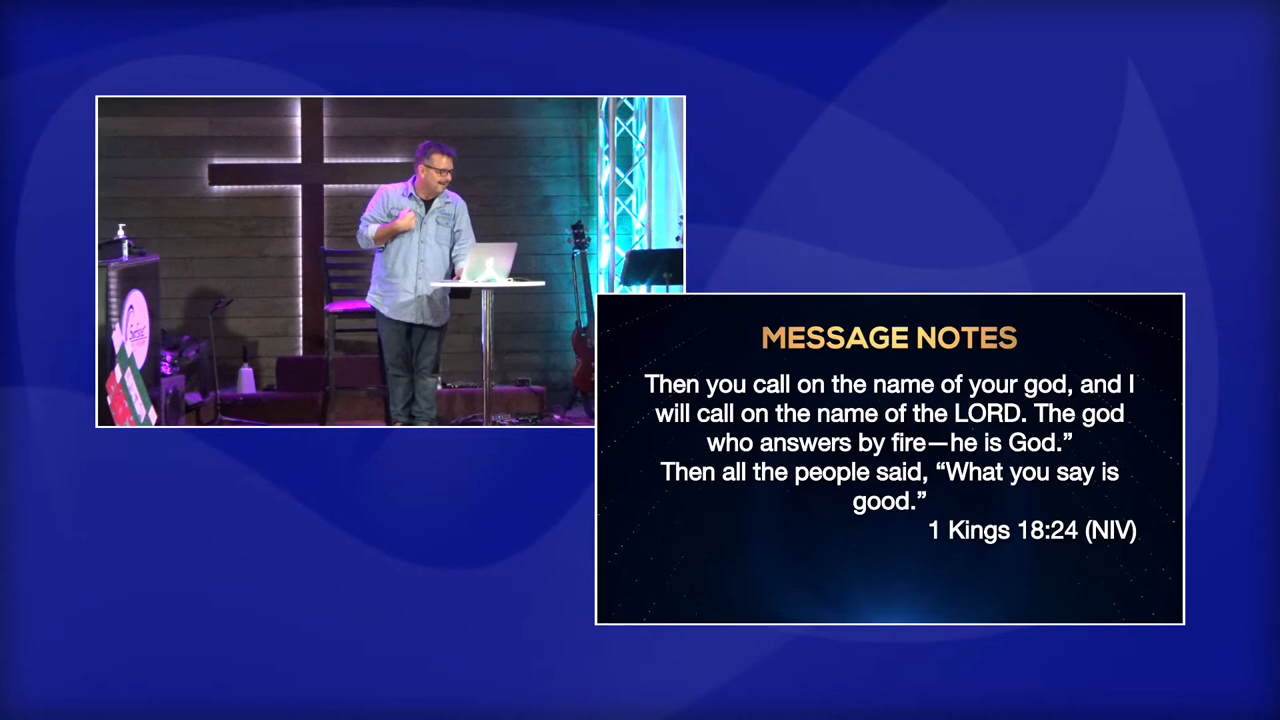 MESSAGE NOTES
Then you call on the name of your god, and I
will call on the name of the LORD. The god
who answers by fire—he is God.”
Then all the people said, “What you say is
good.”
1 Kings 18:24 (NIV)